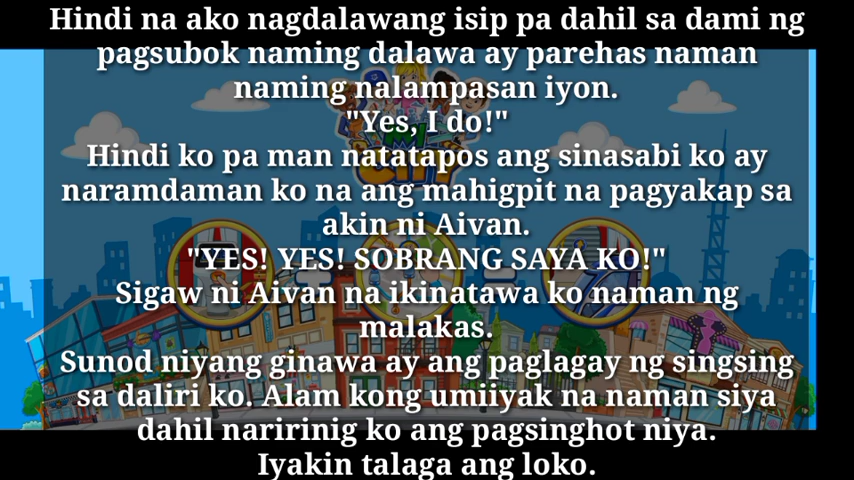 Hindi na ako nagdalawang isip pa dahil sa dami ng
pagsubok naming dalawa ay parehas naman
naming nalampasan iyon.
"Yes, I do!"
Hindi ko pa man natatapos ang sinasabi ko ay
naramdaman ko na ang mahigpit na pagyakap sa
akin ni Aivan.
"YES! YES! SOBRANG SAYA KO!"
Sigaw ni Aivan na ikinatawa ko naman ng
malakas.
Sunod niyang ginawa ay ang paglagay ng singsing
sa daliri ko. Alam kong umiiyak na naman siya
dahil naririnig ko ang pagsinghot niya.
Iyakin talaga ang loko.